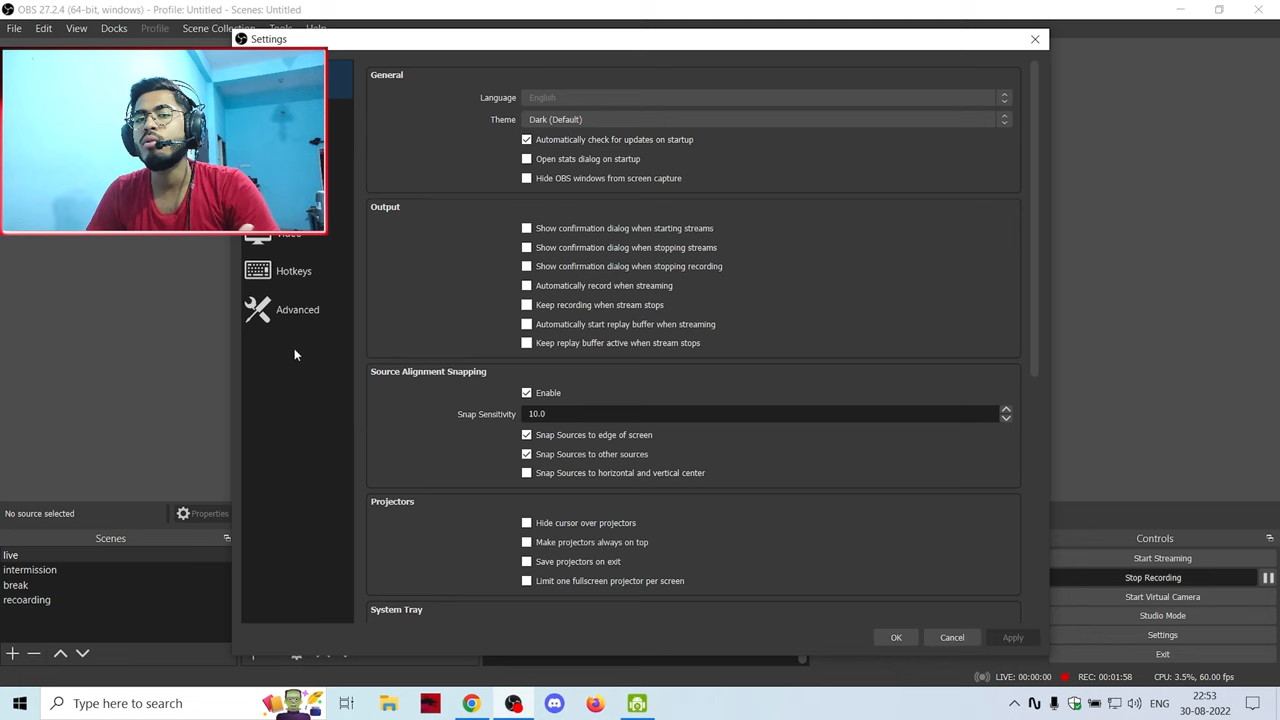 OBS 27.2.4 (64-bit, windows) - Profile: Untitled - Scenes: Untitled
File Edit View Docks Profile Scene Collection Tools Help
Settings
General
Language English
Theme Dark (Default)
Automatically check for updates on startup
Open stats dialog on startup
Hide OBS windows from screen capture
Output
Show confirmation dialog when starting streams
Show confirmation dialog when stopping streams
Show confirmation dialog when stopping recording
Automatically record when streaming
Keep recording when stream stops
Automatically start replay buffer when streaming
Keep replay buffer active when stream stops
Video
Hotkeys
Advanced
Source Alignment Snapping
Enable
Snap Sensitivity 10.0
Snap Sources to edge of screen
Snap Sources to other sources
Snap Sources to horizontal and vertical center
Projectors
Hide cursor over projectors
Make projectors always on top
Save projectors on exit
Limit one fullscreen projector per screen
System Tray
OK Cancel Apply
No source selected Properties
Scenes
live
intermission
break
recoarding
Controls
Start Streaming
Stop Recording
Start Virtual Camera
Studio Mode
Settings
Exit
LIVE: 00:00:00 REC: 00:01:58 CPU: 3.5%, 60.00 fps
Type here to search
ENG
22:53
30-08-2022